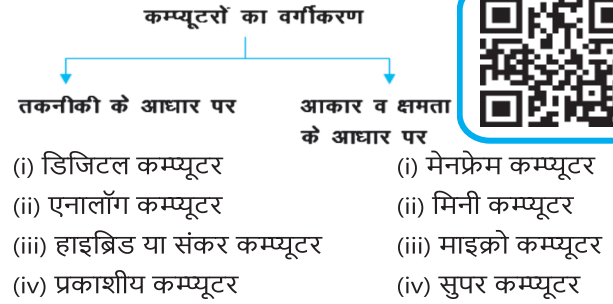 कम्प्यूटरों का वर्गीकरण
तकनीकी के आधार पर
(i) डिजिटल कम्प्यूटर
(ii) एनालॉग कम्प्यूटर
(iii) हाइब्रिड या संकर कम्प्यूटर
(iv) प्रकाशीय कम्प्यूटर
आकार व क्षमता
के आधार पर
(i) मेनफ्रेम कम्प्यूटर
(ii) मिनी कम्प्यूटर
(iii) माइक्रो कम्प्यूटर
(iv) सुपर कम्प्यूटर